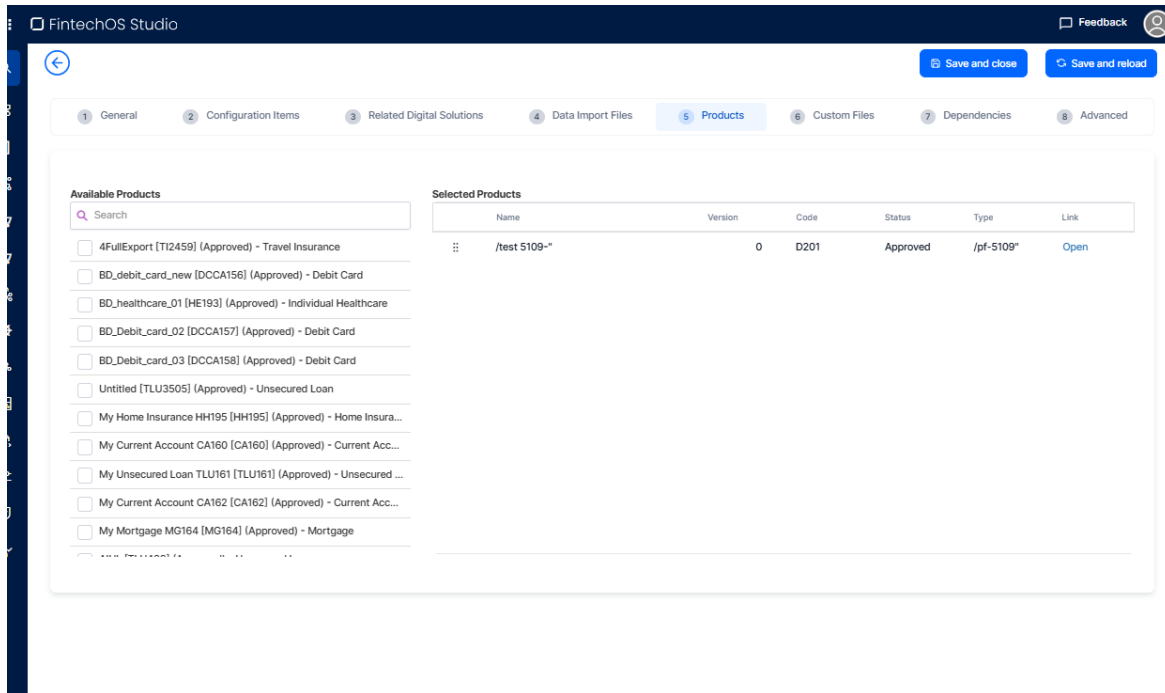 FintechOS Studio
Feedback
Save and close
Save and reload
1 General
2 Configuration Items
3 Related Digital Solutions
4 Data Import Files
5 Products
6 Custom Files
7 Dependencies
8 Advanced
Available Products
Search
4FullExport [TI2459] (Approved) - Travel Insurance
BD_debit_card_new [DCCA156] (Approved) - Debit Card
BD_healthcare_01 [HE193] (Approved) - Individual Healthcare
BD_Debit_card_02 [DCCA157] (Approved) - Debit Card
BD_Debit_card_03 [DCCA158] (Approved) - Debit Card
Untitled [TLU3505] (Approved) - Unsecured Loan
My Home Insurance HH195 [HH195] (Approved) - Home Insura...
My Current Account CA160 [CA160] (Approved) - Current Acc...
My Unsecured Loan TLU161 [TLU161] (Approved) - Unsecured ...
My Current Account CA162 [CA162] (Approved) - Current Acc...
My Mortgage MG164 [MG164] (Approved) - Mortgage
Selected Products
Name Version Code Status Type Link
/test 5109-" 0 D201 Approved /pf-5109" Open